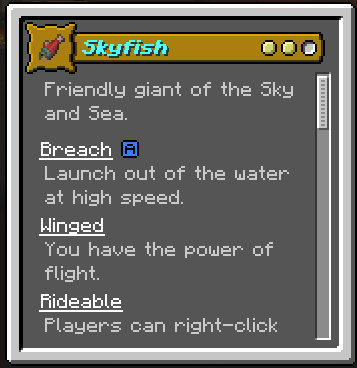 Skyfish
Friendly giant of the Sky
and Sea.
Breach A
Launch out of the water
at high speed.
Winged
You have the power of
flight.
Rideable
Players can right-click